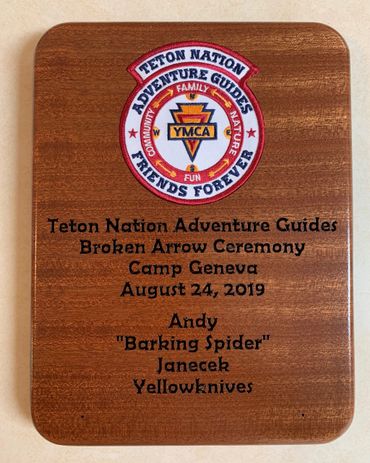 TETON NATION
ADVENTURE GUIDES
FAMILY
COMMUNITY
NATURE
N
W
E
S
YMCA
FUN
FRIENDS FOREVER
Teton Nation Adventure Guides
Broken Arrow Ceremony
Camp Geneva
August 24, 2019
Andy
"Barking Spider"
Janecek
Yellowknives